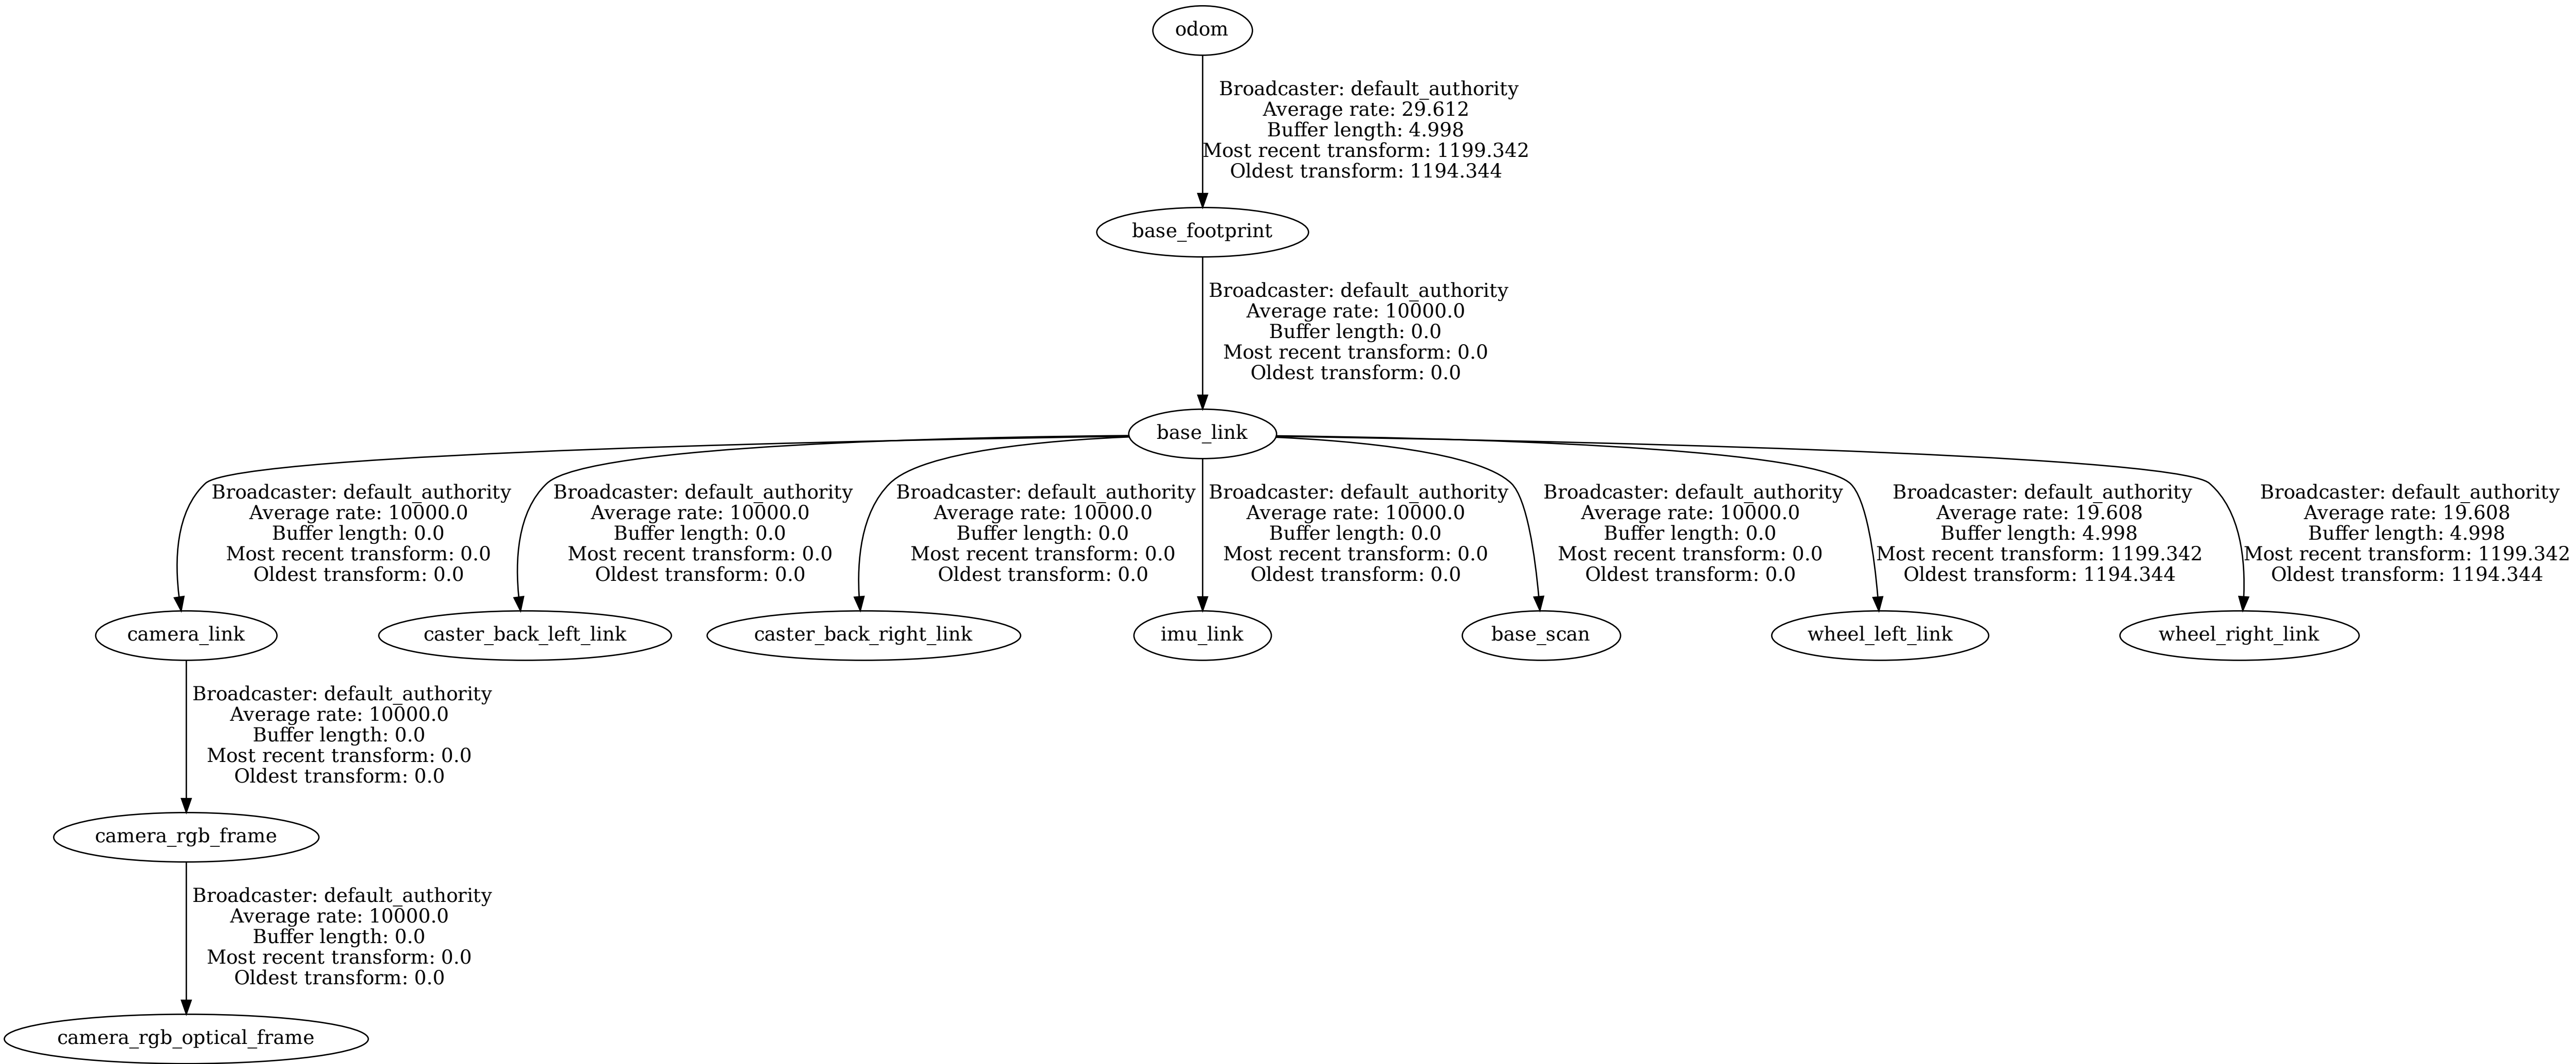 odom
Broadcaster: default_authority
Average rate: 29.612
Buffer length: 4.998
Most recent transform: 1199.342
Oldest transform: 1194.344
base_footprint
Broadcaster: default_authority
Average rate: 10000.0
Buffer length: 0.0
Most recent transform: 0.0
Oldest transform: 0.0
base_link
Broadcaster: default_authority
Average rate: 10000.0
Buffer length: 0.0
Most recent transform: 0.0
Oldest transform: 0.0
Broadcaster: default_authority
Average rate: 10000.0
Buffer length: 0.0
Most recent transform: 0.0
Oldest transform: 0.0
Broadcaster: default_authority
Average rate: 10000.0
Buffer length: 0.0
Most recent transform: 0.0
Oldest transform: 0.0
Broadcaster: default_authority
Average rate: 10000.0
Buffer length: 0.0
Most recent transform: 0.0
Oldest transform: 0.0
Broadcaster: default_authority
Average rate: 10000.0
Buffer length: 0.0
Most recent transform: 0.0
Oldest transform: 0.0
Broadcaster: default_authority
Average rate: 19.608
Buffer length: 4.998
Most recent transform: 1199.342
Oldest transform: 1194.344
Broadcaster: default_authority
Average rate: 19.608
Buffer length: 4.998
Most recent transform: 1199.342
Oldest transform: 1194.344
camera_link
caster_back_left_link
caster_back_right_link
imu_link
base_scan
wheel_left_link
wheel_right_link
Broadcaster: default_authority
Average rate: 10000.0
Buffer length: 0.0
Most recent transform: 0.0
Oldest transform: 0.0
camera_rgb_frame
Broadcaster: default_authority
Average rate: 10000.0
Buffer length: 0.0
Most recent transform: 0.0
Oldest transform: 0.0
camera_rgb_optical_frame